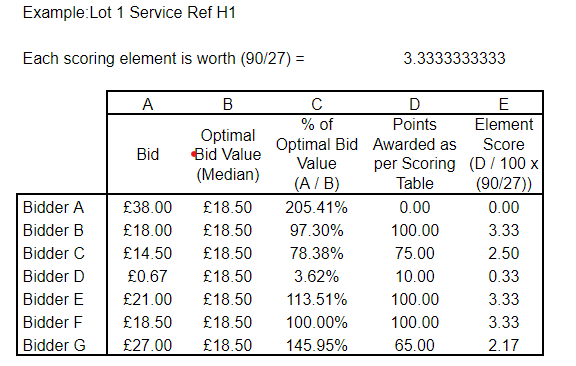 Example:Lot 1 Service Ref H1
Each scoring element is worth (90/27) = 3.3333333333
A B C D E
Bid Optimal Bid Value (Median) % of Optimal Bid Value (A / B) Points Awarded as per Scoring Table Element Score (D / 100 x (90/27))
Bidder A £38.00 £18.50 205.41% 0.00 0.00
Bidder B £18.00 £18.50 97.30% 100.00 3.33
Bidder C £14.50 £18.50 78.38% 75.00 2.50
Bidder D £0.67 £18.50 3.62% 10.00 0.33
Bidder E £21.00 £18.50 113.51% 100.00 3.33
Bidder F £18.50 £18.50 100.00% 100.00 3.33
Bidder G £27.00 £18.50 145.95% 65.00 2.17